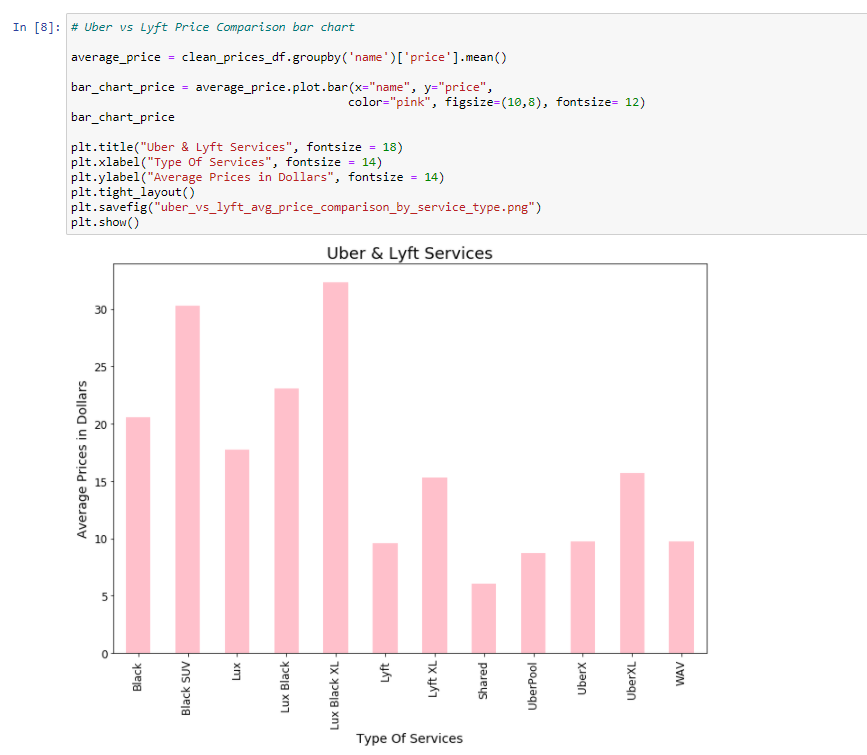 In [8]: # Uber vs Lyft Price Comparison bar chart
average_price = clean_prices_df.groupby('name')['price'].mean()
bar_chart_price = average_price.plot.bar(x="name", y="price",
color="pink", figsize=(10,8), fontsize= 12)
bar_chart_price
plt.title("Uber & Lyft Services", fontsize = 18)
plt.xlabel("Type Of Services", fontsize = 14)
plt.ylabel("Average Prices in Dollars", fontsize = 14)
plt.tight_layout()
plt.savefig("uber_vs_lyft_avg_price_comparison_by_service_type.png")
plt.show()
Uber & Lyft Services
Average Prices in Dollars
30
25
20
15
10
5
0
Black
Black SUV
Lux
Lux Black
Lux Black XL
Lyft
Lyft XL
Shared
UberPool
UberX
UberXL
WAV
Type Of Services